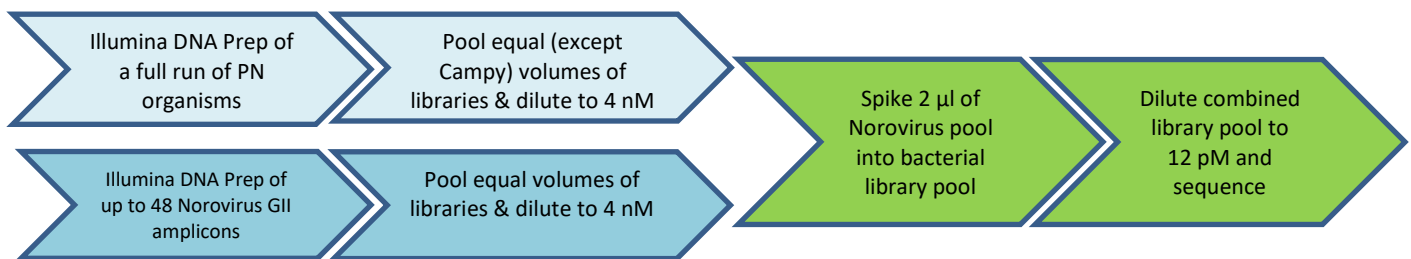 Illumina DNA Prep of
a full run of PN
organisms
Pool equal (except
Campy) volumes of
libraries & dilute to 4 nM
Illumina DNA Prep of
up to 48 Norovirus GII
amplicons
Pool equal volumes of
libraries & dilute to 4 nM
Spike 2 µl of
Norovirus pool
into bacterial
library pool
Dilute combined
library pool to
12 pM and
sequence